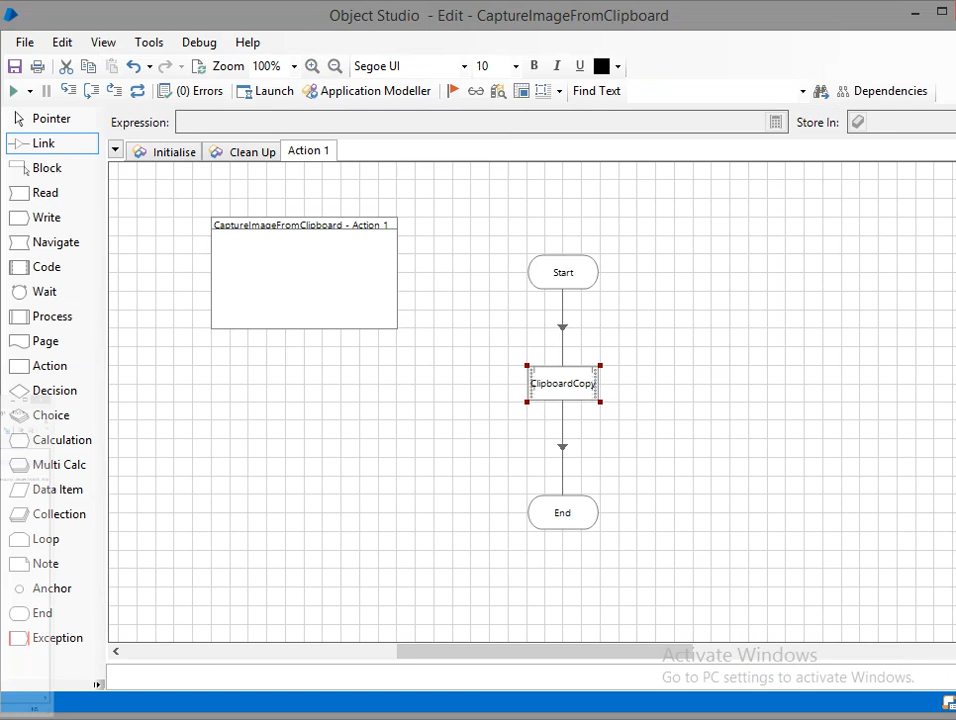 Object Studio - Edit - CaptureImageFromClipboard
File Edit View Tools Debug Help
Zoom 100% Segoe UI 10 B I U
(0) Errors Launch Application Modeller Find Text Dependencies
Expression: Store In:
Pointer
Link
Block
Read
Write
Navigate
Code
Wait
Process
Page
Action
Decision
Choice
Calculation
Multi Calc
Data Item
Collection
Loop
Note
Anchor
End
Exception
Initialise Clean Up Action 1
CaptureImageFromClipboard - Action 1
Start
ClipboardCopy
End
Activate Windows
Go to PC settings to activate Windows.